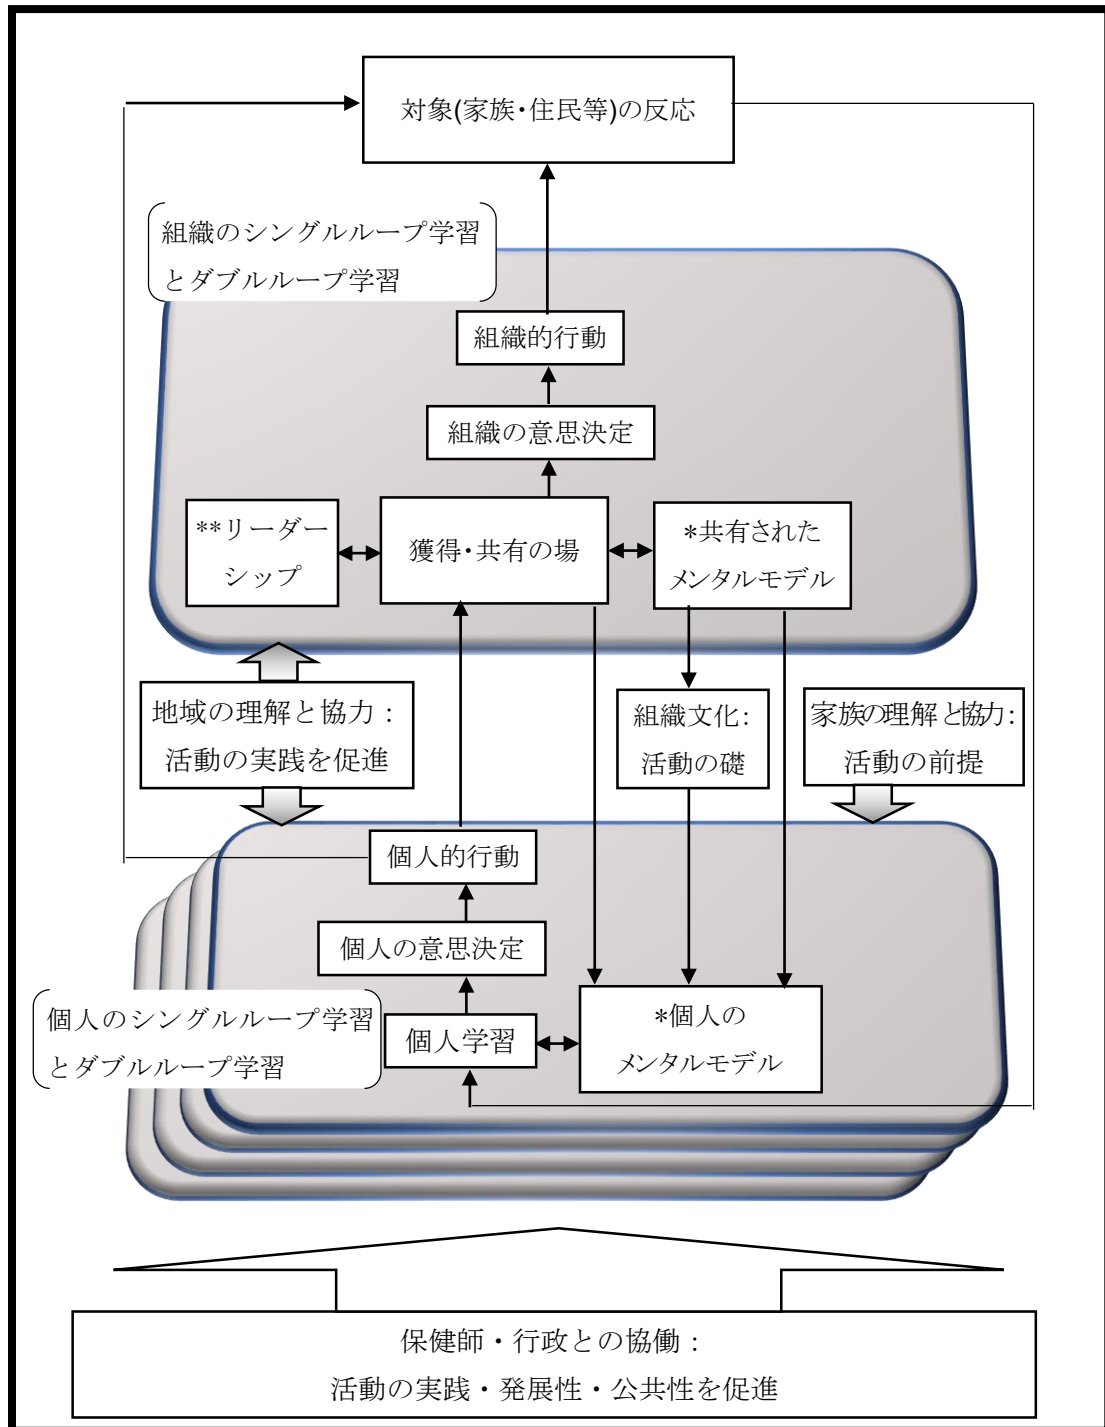 対象(家族・住民等)の反応
組織のシングルループ学習
とダブルループ学習
組織的行動
組織の意思決定
**リーダー
シップ
獲得・共有の場
*共有された
メンタルモデル
地域の理解と協力:
活動の実践を促進
組織文化:
活動の礎
家族の理解と協力:
活動の前提
個人的行動
個人の意思決定
個人のシングルループ学習
とダブルループ学習
個人学習
*個人の
メンタルモデル
保健師・行政との協働:
活動の実践・発展性・公共性を促進